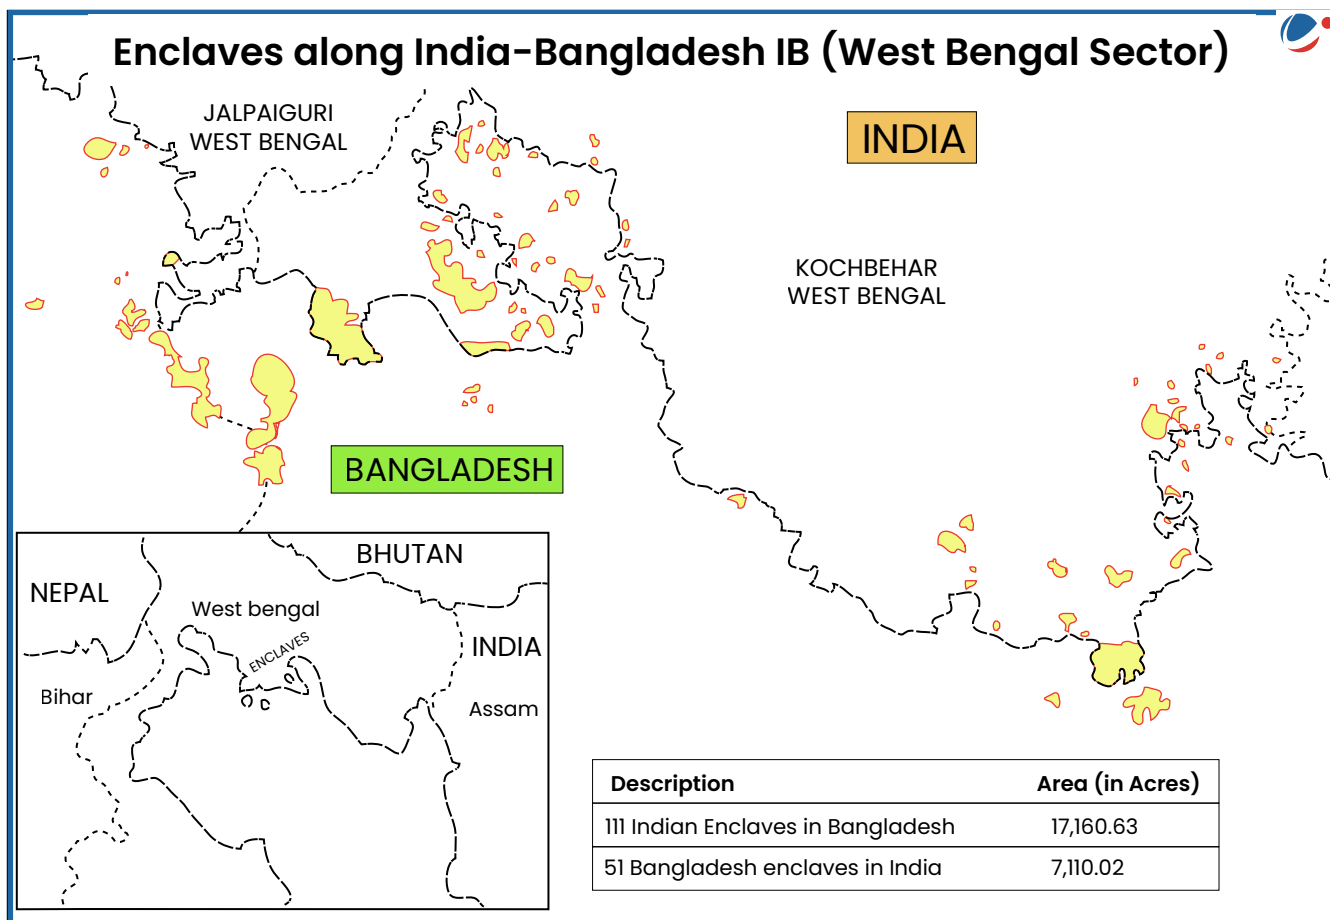 Enclaves along India-Bangladesh IB (West Bengal Sector)
JALPAIGURI
WEST BENGAL
INDIA
KOCHBEHAR
WEST BENGAL
BANGLADESH
BHUTAN
NEPAL
West bengal
ENCLAVES
INDIA
Bihar
Assam
Description Area (in Acres)
111 Indian Enclaves in Bangladesh 17,160.63
51 Bangladesh enclaves in India 7,110.02